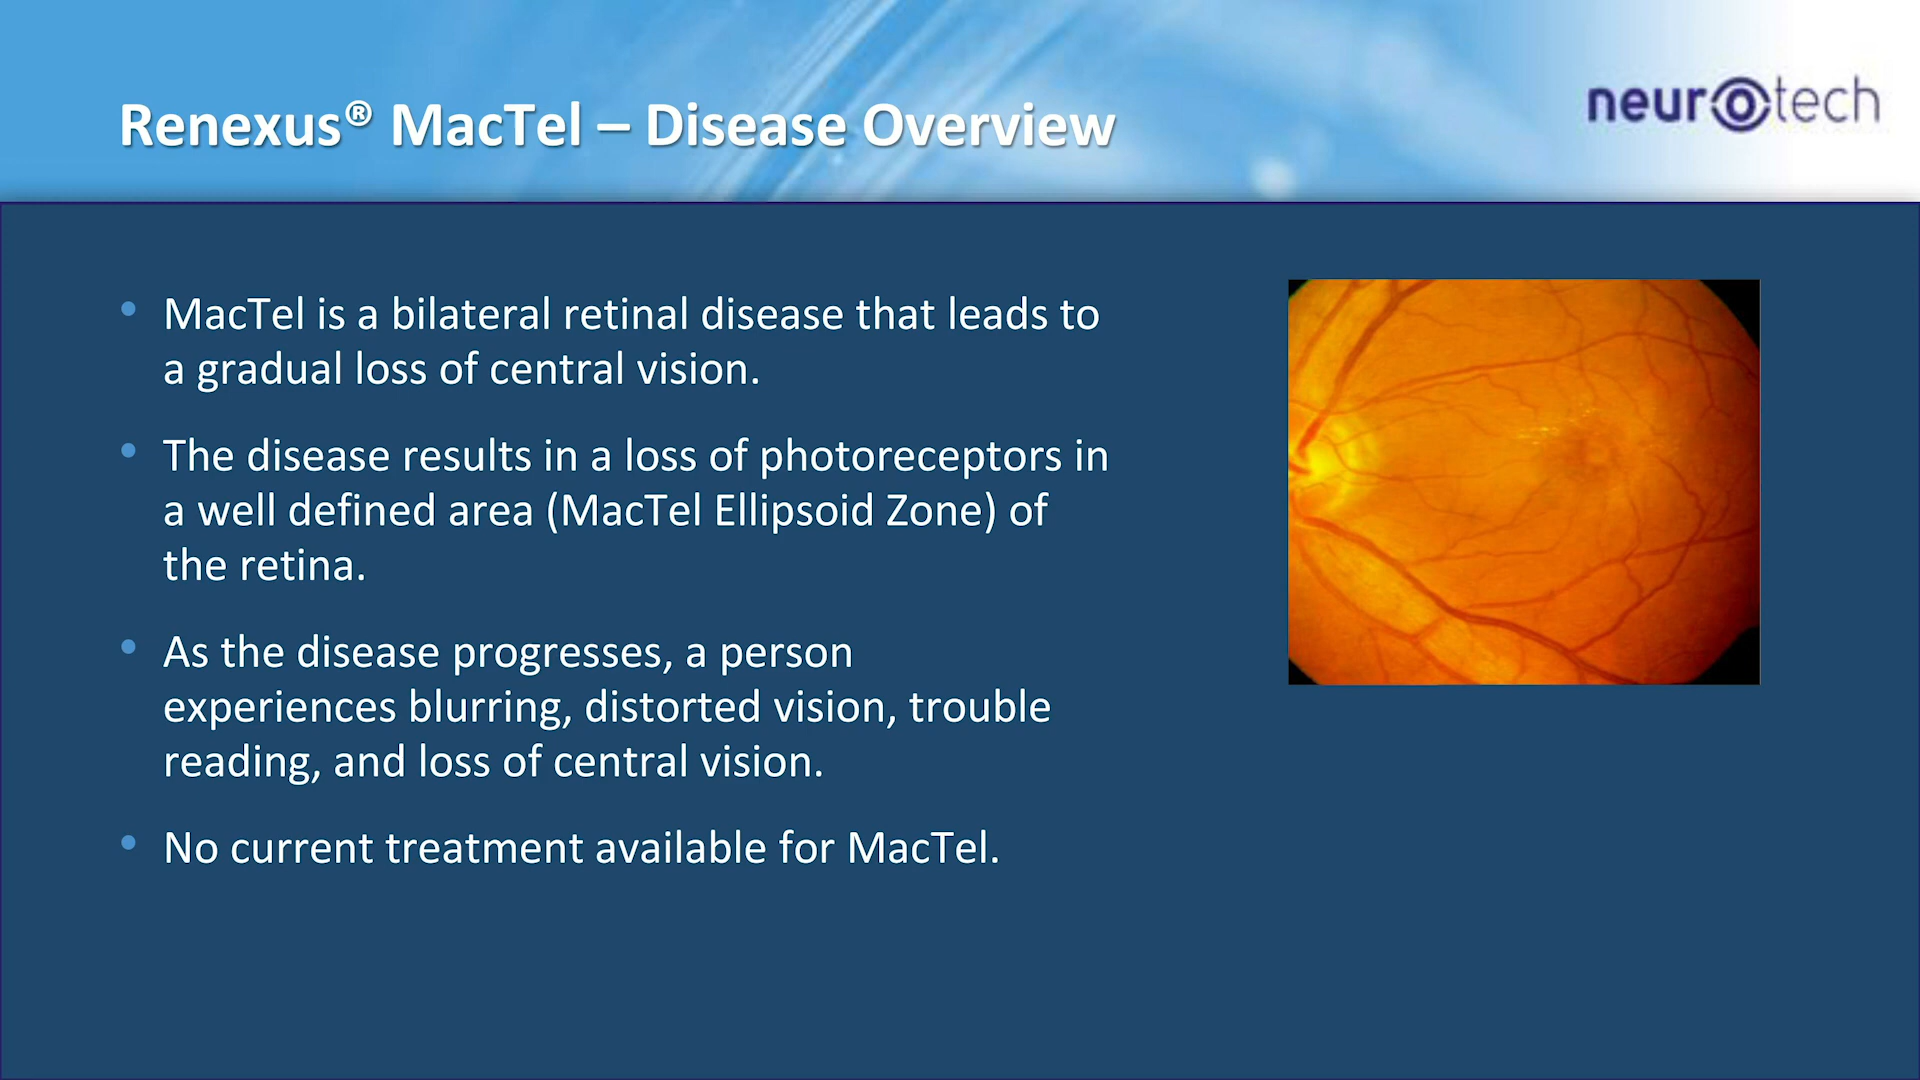 Renexus® MacTel – Disease Overview
neurotech
• MacTel is a bilateral retinal disease that leads to
a gradual loss of central vision.
• The disease results in a loss of photoreceptors in
a well defined area (MacTel Ellipsoid Zone) of
the retina.
• As the disease progresses, a person
experiences blurring, distorted vision, trouble
reading, and loss of central vision.
• No current treatment available for MacTel.